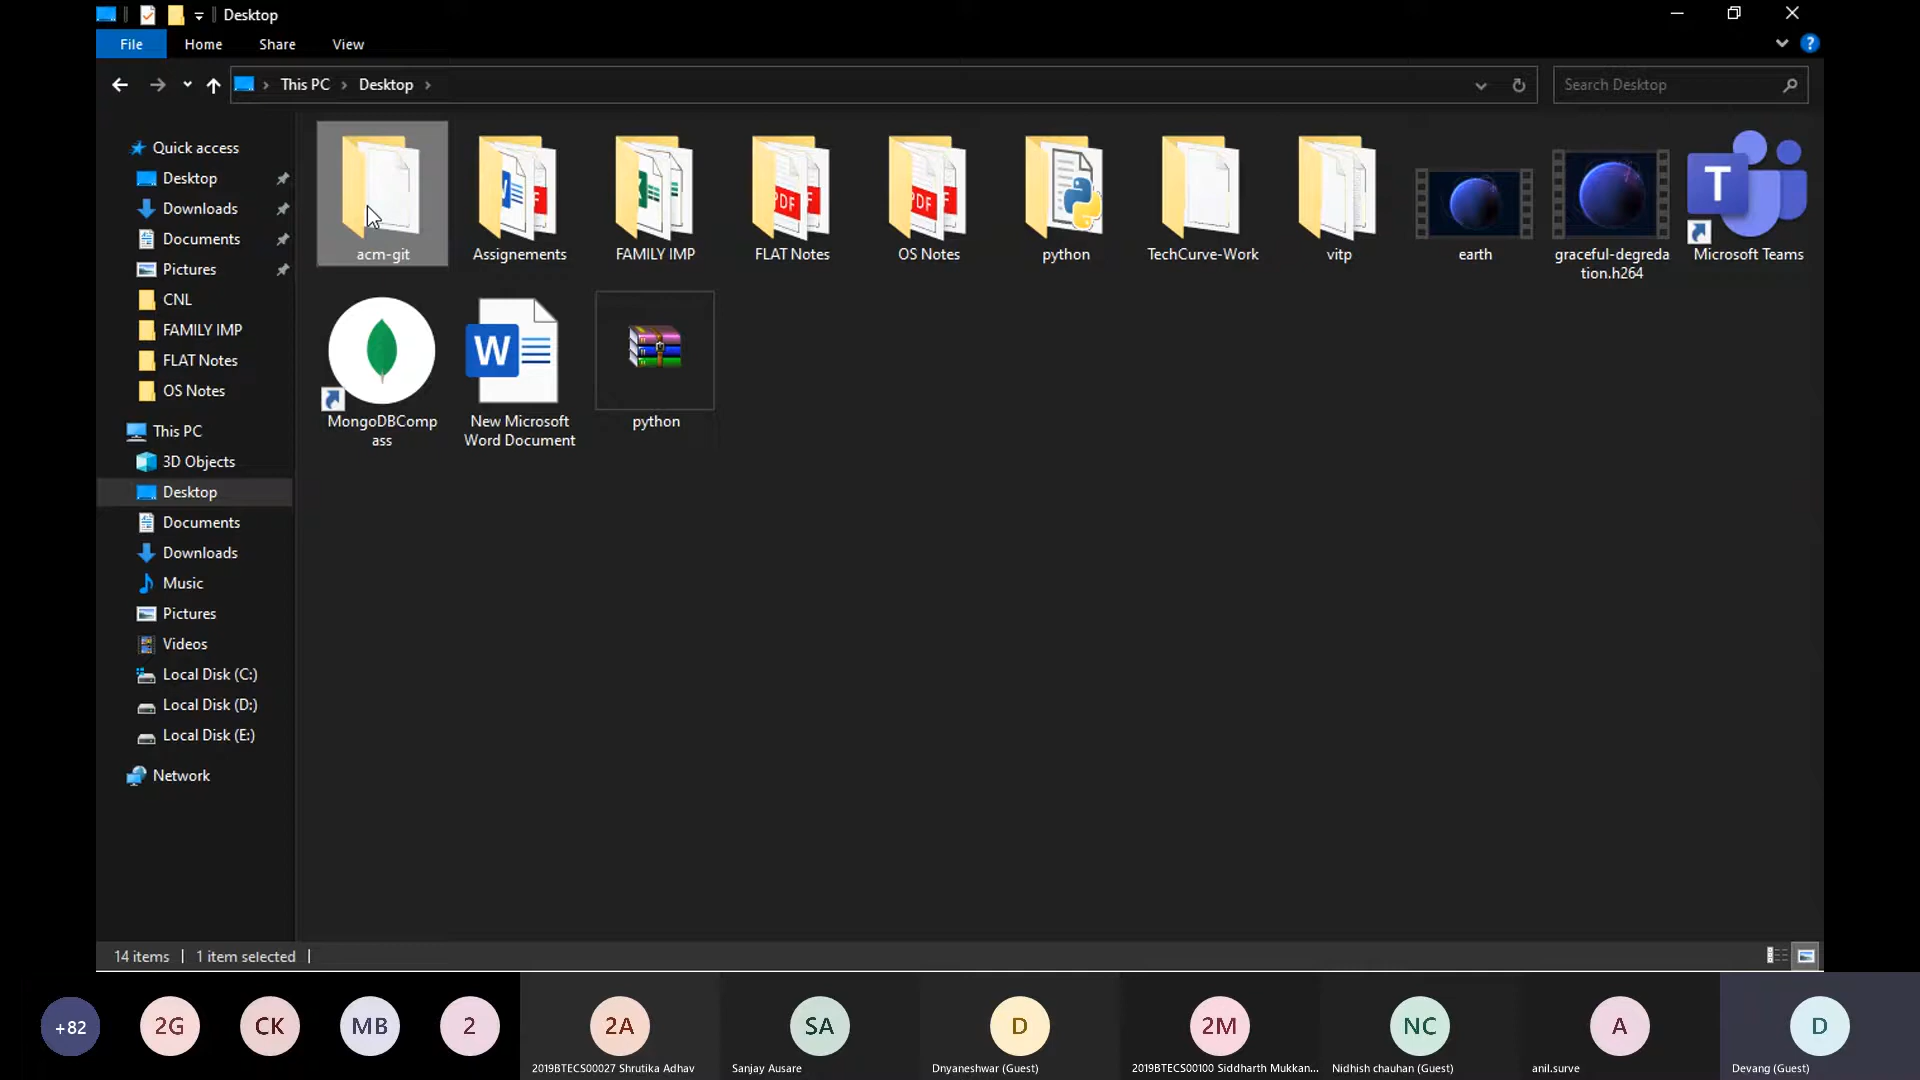 Desktop
File Home Share View
This PC Desktop Search Desktop
Quick access
Desktop
Downloads
Documents
Pictures
CNL
FAMILY IMP
FLAT Notes
OS Notes
This PC
3D Objects
Desktop
Documents
Downloads
Music
Pictures
Videos
Local Disk (C:)
Local Disk (D:)
Local Disk (E:)
Network
acm-git Assignements FAMILY IMP FLAT Notes OS Notes python TechCurve-Work vitp earth graceful-degreda Microsoft Teams
tion.h264
MongoDBComp New Microsoft python
ass Word Document
14 items 1 item selected
+82 2G CK MB 2 2A SA D 2M NC A D
2019BTECS00027 Shrutika Adhav Sanjay Ausare Dnyaneshwar (Guest) 2019BTECS00100 Siddharth Mukkan... Nidhish chauhan (Guest) anil.surve Devang (Guest)